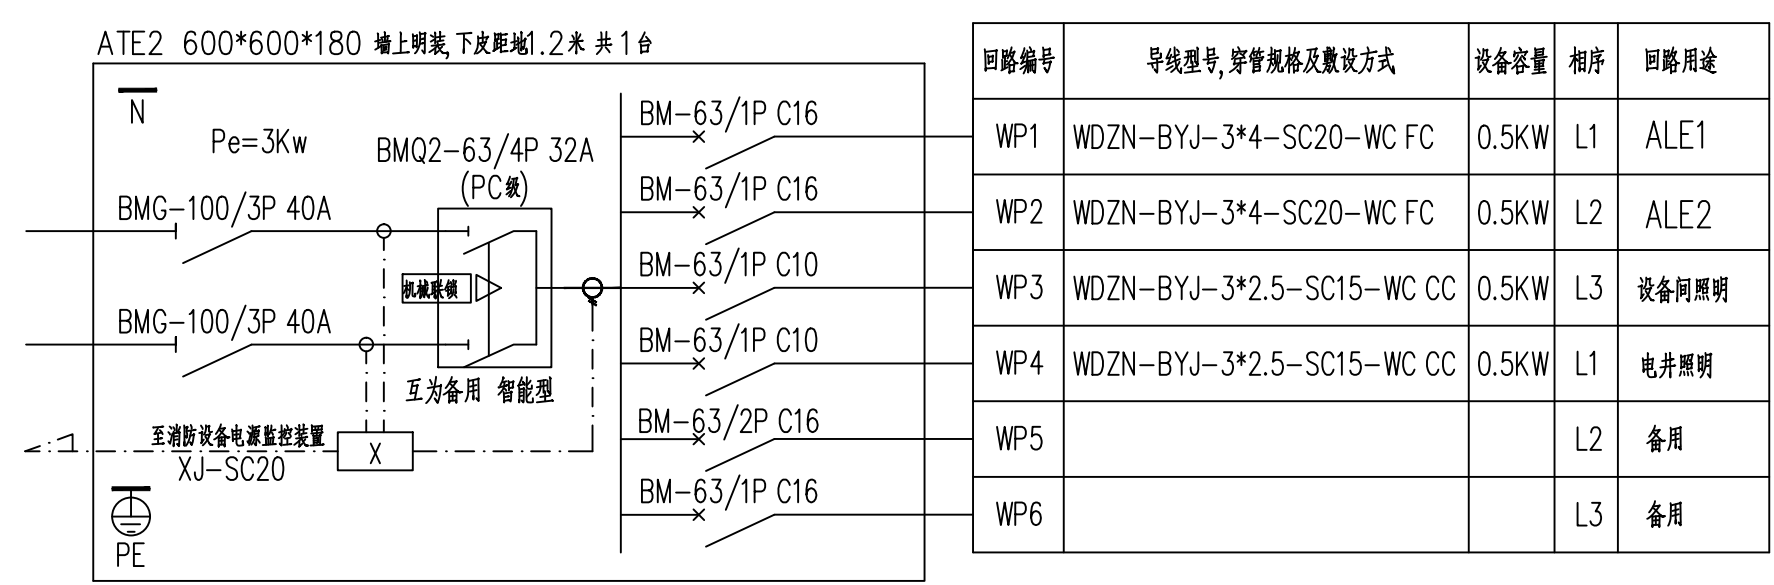 ATE2 600*600*180 墙上明装,下皮距地1.2米 共1台
N
Pe=3Kw
BMQ2-63/4P 32A
(PC级)
BMG-100/3P 40A
机械联锁
BMG-100/3P 40A
互为备用 智能型
至消防设备电源监控装置
XJ-SC20
X
PE
BM-63/1P C16
BM-63/1P C16
BM-63/1P C10
BM-63/1P C10
BM-63/2P C16
BM-63/1P C16
回路编号 导线型号,穿管规格及敷设方式 设备容量 相序 回路用途
WP1 WDZN-BYJ-3*4-SC20-WC FC 0.5KW L1 ALE1
WP2 WDZN-BYJ-3*4-SC20-WC FC 0.5KW L2 ALE2
WP3 WDZN-BYJ-3*2.5-SC15-WC CC 0.5KW L3 设备间照明
WP4 WDZN-BYJ-3*2.5-SC15-WC CC 0.5KW L1 电井照明
WP5 L2 备用
WP6 L3 备用